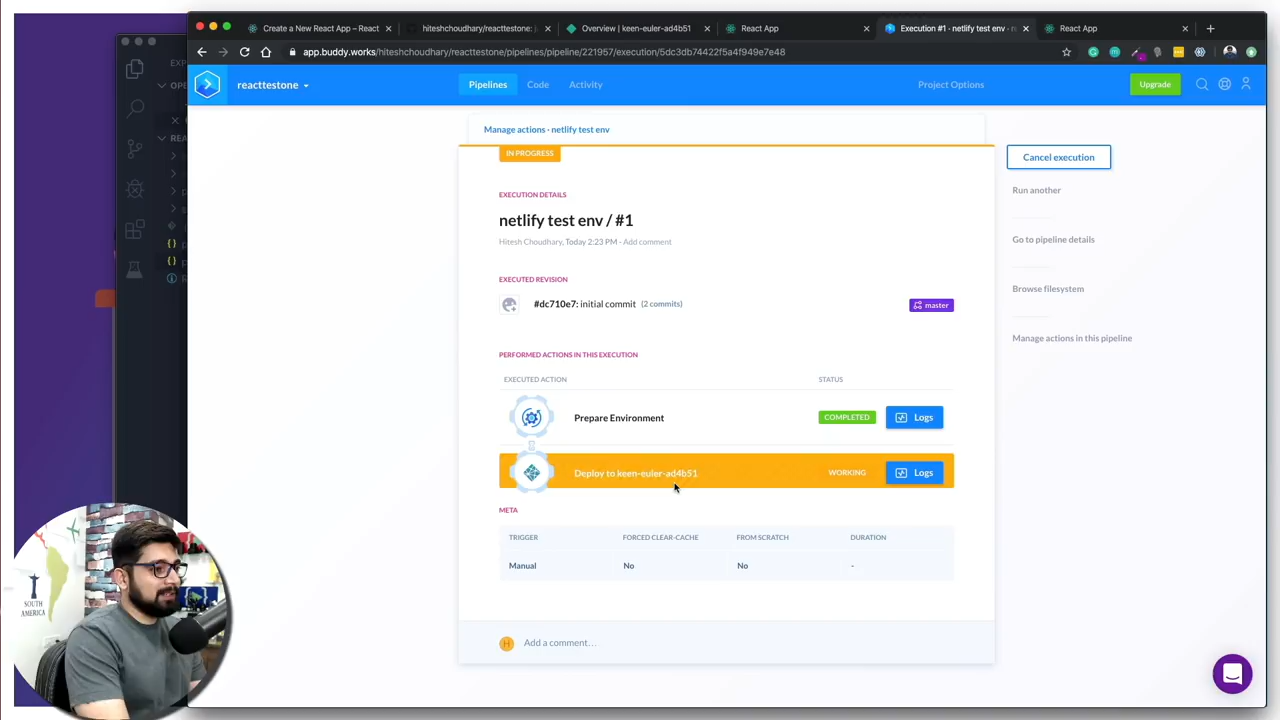 Create a New React App – React
hiteshchoudhary/reacttestone: i
Overview | keen-euler-ad4b51
React App
Execution #1 - netlify test env - r
React App
app.buddy.works/hiteshchoudhary/reacttestone/pipelines/pipeline/221957/execution/5dc3db74422f5a4f949e7e48
reacttestone
Pipelines
Code
Activity
Project Options
Upgrade
EXP
OPE
REA
Manage actions - netlify test env
IN PROGRESS
Cancel execution
Run another
Go to pipeline details
Browse filesystem
Manage actions in this pipeline
EXECUTION DETAILS
netlify test env / #1
Hitesh Choudhary, Today 2:23 PM - Add comment
EXECUTED REVISION
#dc710e7: initial commit (2 commits)
master
PERFORMED ACTIONS IN THIS EXECUTION
EXECUTED ACTION STATUS
Prepare Environment COMPLETED Logs
Deploy to keen-euler-ad4b51 WORKING Logs
META
TRIGGER FORCED CLEAR-CACHE FROM SCRATCH DURATION
Manual No No -
H Add a comment…
SOUTH
AMERICA